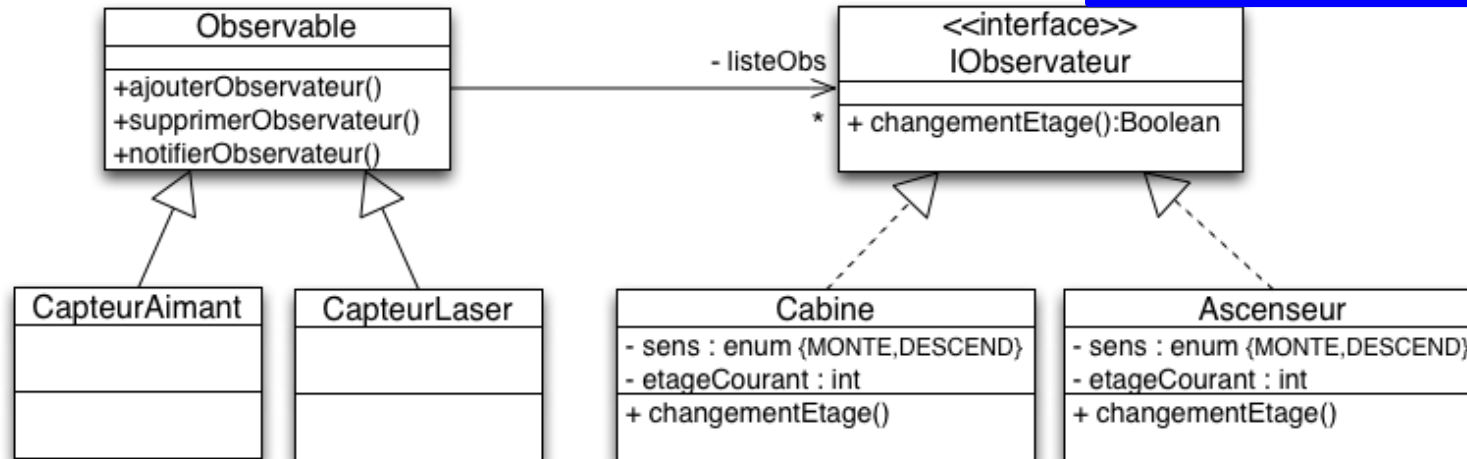 Observable
+ajouterObservateur()
+supprimerObservateur()
+notifierObservateur()
- listeObs
*
<<interface>>
IObservateur
+ changementEtage():Boolean
CapteurAimant
CapteurLaser
Cabine
- sens : enum {MONTE,DESCEND}
- etageCourant : int
+ changementEtage()
Ascenseur
- sens : enum {MONTE,DESCEND}
- etageCourant : int
+ changementEtage()